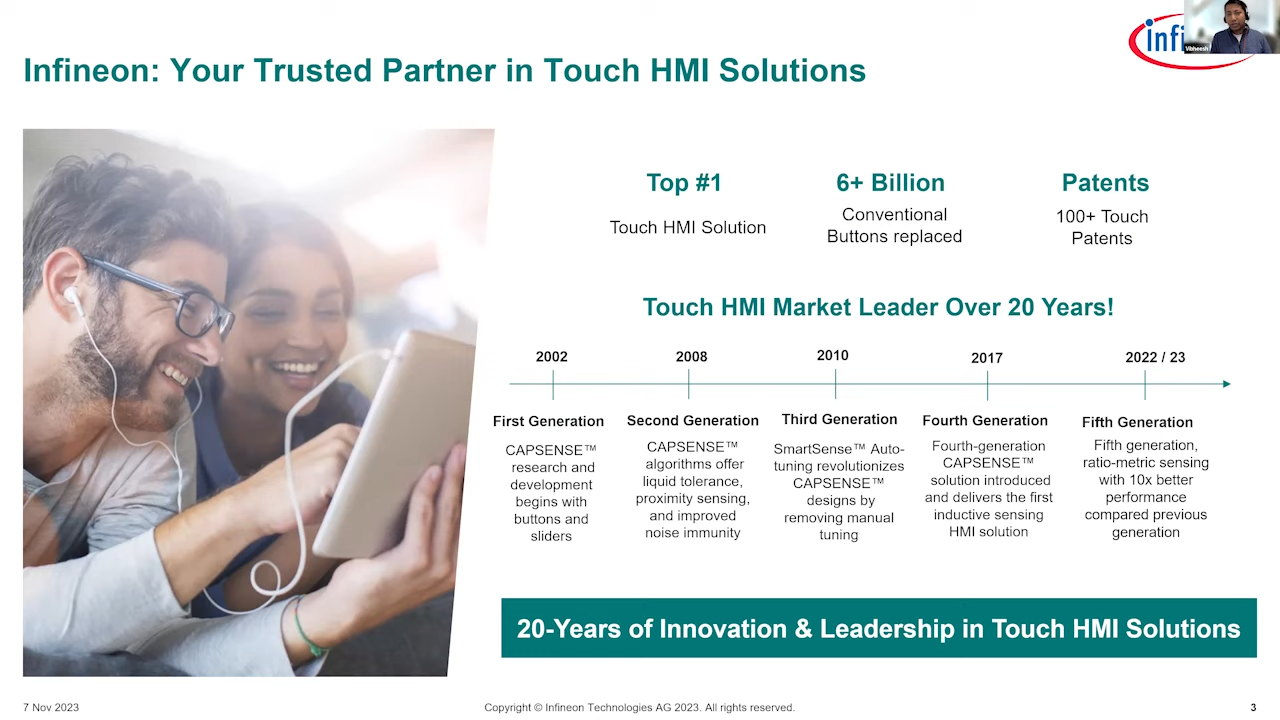 Infineon: Your Trusted Partner in Touch HMI Solutions
inf
Vibheesh
Top #1
Touch HMI Solution
6+ Billion
Conventional
Buttons replaced
Patents
100+ Touch
Patents
Touch HMI Market Leader Over 20 Years!
2002
First Generation
CAPSENSE™
research and
development
begins with
buttons and
sliders
2008
Second Generation
CAPSENSE™
algorithms offer
liquid tolerance,
proximity sensing,
and improved
noise immunity
2010
Third Generation
SmartSense™ Auto-
tuning revolutionizes
CAPSENSE™
designs by
removing manual
tuning
2017
Fourth Generation
Fourth-generation
CAPSENSE™
solution introduced
and delivers the first
inductive sensing
HMI solution
2022 / 23
Fifth Generation
Fifth generation,
ratio-metric sensing
with 10x better
performance
compared previous
generation
20-Years of Innovation & Leadership in Touch HMI Solutions
7 Nov 2023
Copyright © Infineon Technologies AG 2023. All rights reserved.
3